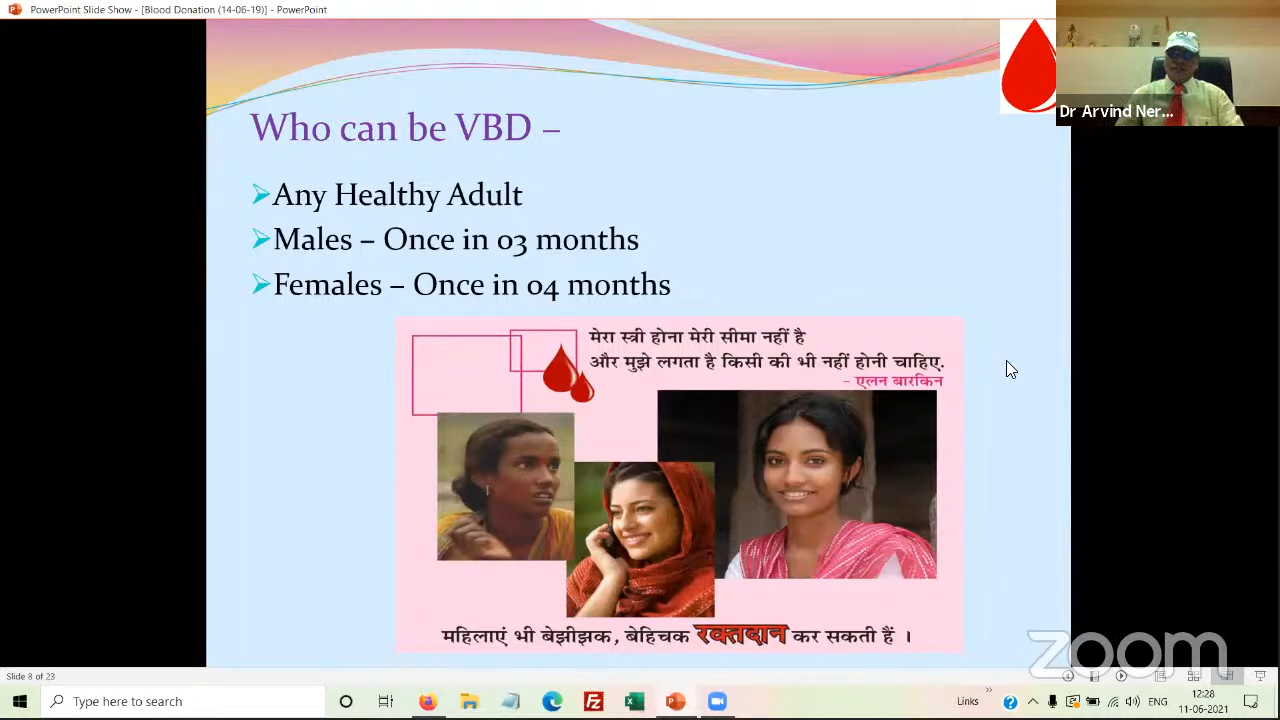 PowerPoint Slide Show - [Blood Donation (14-06-19)] - PowerPoint
Dr Arvind Ner...
Who can be VBD –
Any Healthy Adult
Males – Once in 03 months
Females – Once in 04 months
मेरा स्त्री होना मेरी सीमा नहीं है
और मुझे लगता है किसी की भी नहीं होनी चाहिए.
- एलन बारकिन
महिलाएं भी बेझीझक, बेहिचक रक्तदान कर सकती हैं ।
zoom
Slide 8 of 23
Type here to search
Links
ENG
12:28
11-06-2021